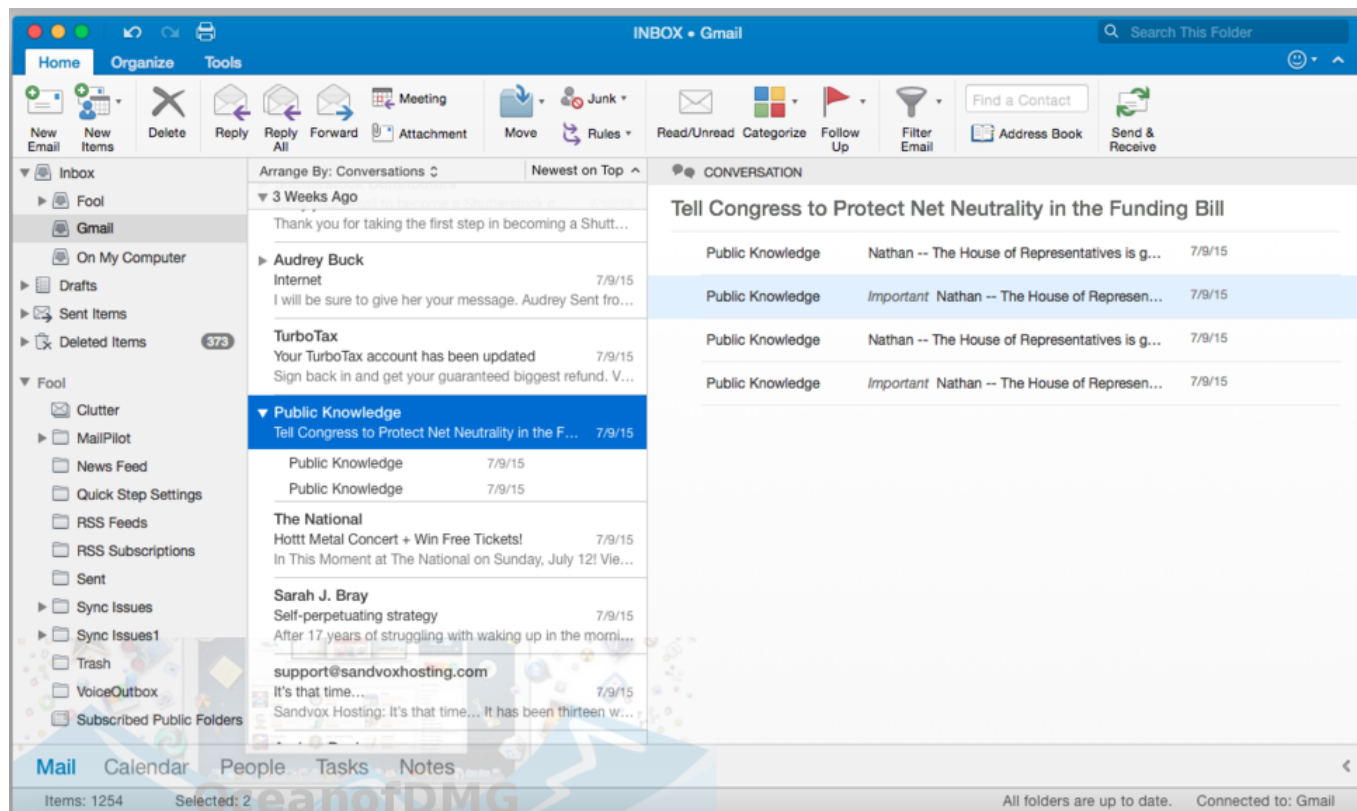 INBOX • Gmail
Search This Folder
Home Organize Tools
New Email
New Items
Delete
Reply
Reply All
Forward
Meeting
Attachment
Move
Junk
Rules
Read/Unread
Categorize
Follow Up
Filter Email
Find a Contact
Address Book
Send & Receive
Inbox
Fool
Gmail
On My Computer
Drafts
Sent Items
Deleted Items 373
Fool
Clutter
MailPilot
News Feed
Quick Step Settings
RSS Feeds
RSS Subscriptions
Sent
Sync Issues
Sync Issues1
Trash
VoiceOutbox
Subscribed Public Folders
Arrange By: Conversations Newest on Top
3 Weeks Ago
Thank you for taking the first step in becoming a Shutt...
Audrey Buck
Internet 7/9/15
I will be sure to give her your message. Audrey Sent fro...
TurboTax
Your TurboTax account has been updated 7/9/15
Sign back in and get your guaranteed biggest refund. V...
Public Knowledge
Tell Congress to Protect Net Neutrality in the F... 7/9/15
Public Knowledge 7/9/15
Public Knowledge 7/9/15
The National
Hottt Metal Concert + Win Free Tickets! 7/9/15
In This Moment at The National on Sunday, July 12! Vie...
Sarah J. Bray
Self-perpetuating strategy 7/9/15
After 17 years of struggling with waking up in the morni...
support@sandvoxhosting.com
It's that time... 7/9/15
Sandvox Hosting: It's that time... It has been thirteen w...
CONVERSATION
Tell Congress to Protect Net Neutrality in the Funding Bill
Public Knowledge Nathan -- The House of Representatives is g... 7/9/15
Public Knowledge Important Nathan -- The House of Represen... 7/9/15
Public Knowledge Nathan -- The House of Representatives is g... 7/9/15
Public Knowledge Important Nathan -- The House of Represen... 7/9/15
Mail Calendar People Tasks Notes
OceanofDMG
Items: 1254 Selected: 2 All folders are up to date. Connected to: Gmail